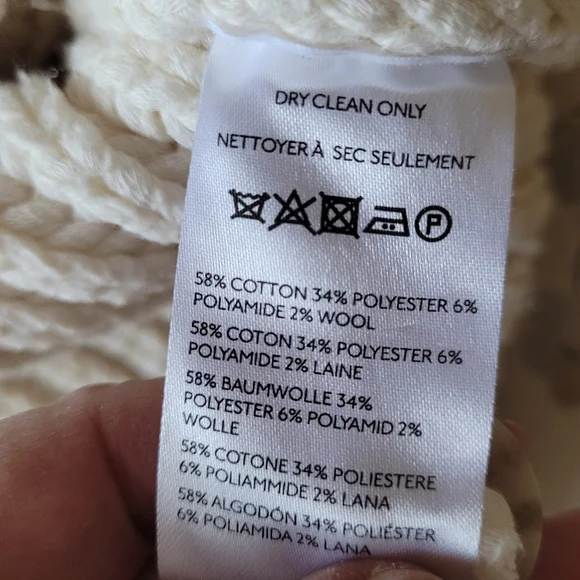 DRY CLEAN ONLY
NETTOYER À SEC SEULEMENT
P
58% COTTON 34% POLYESTER 6%
POLYAMIDE 2% WOOL
58% COTON 34% POLYESTER 6%
POLYAMIDE 2% LAINE
58% BAUMWOLLE 34%
POLYESTER 6% POLYAMID 2%
WOLLE
58% COTONE 34% POLIESTERE
6% POLIAMMIDE 2% LANA
58% ALGODÓN 34% POLIÉSTER
6% POLIAMIDA 2% LANA